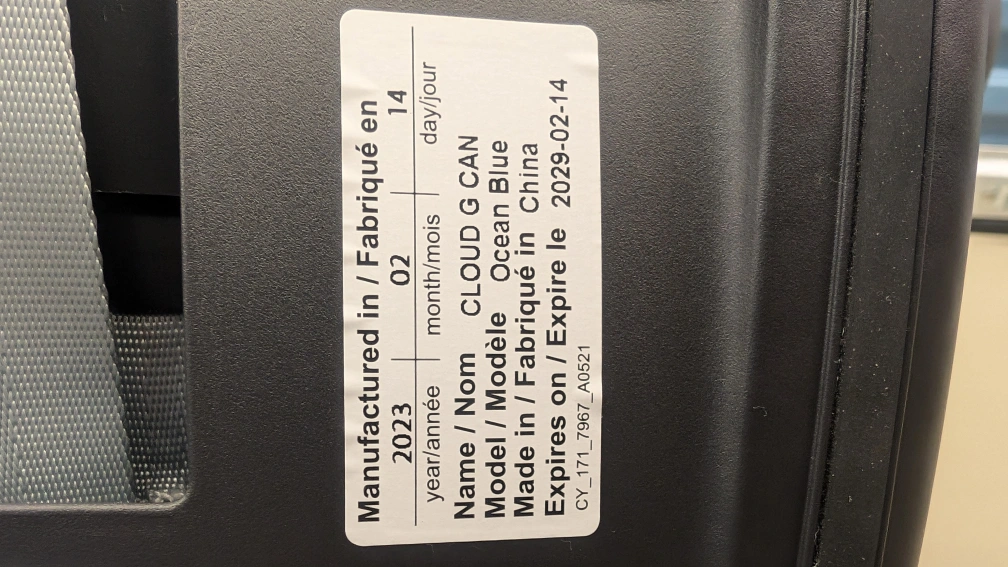 Manufactured in / Fabriqué en
2023 02 14
year/année month/mois day/jour
Name / Nom CLOUD G CAN
Model / Modèle Ocean Blue
Made in / Fabriqué in China
Expires on / Expire le 2029-02-14
CY_171_7967_A0521